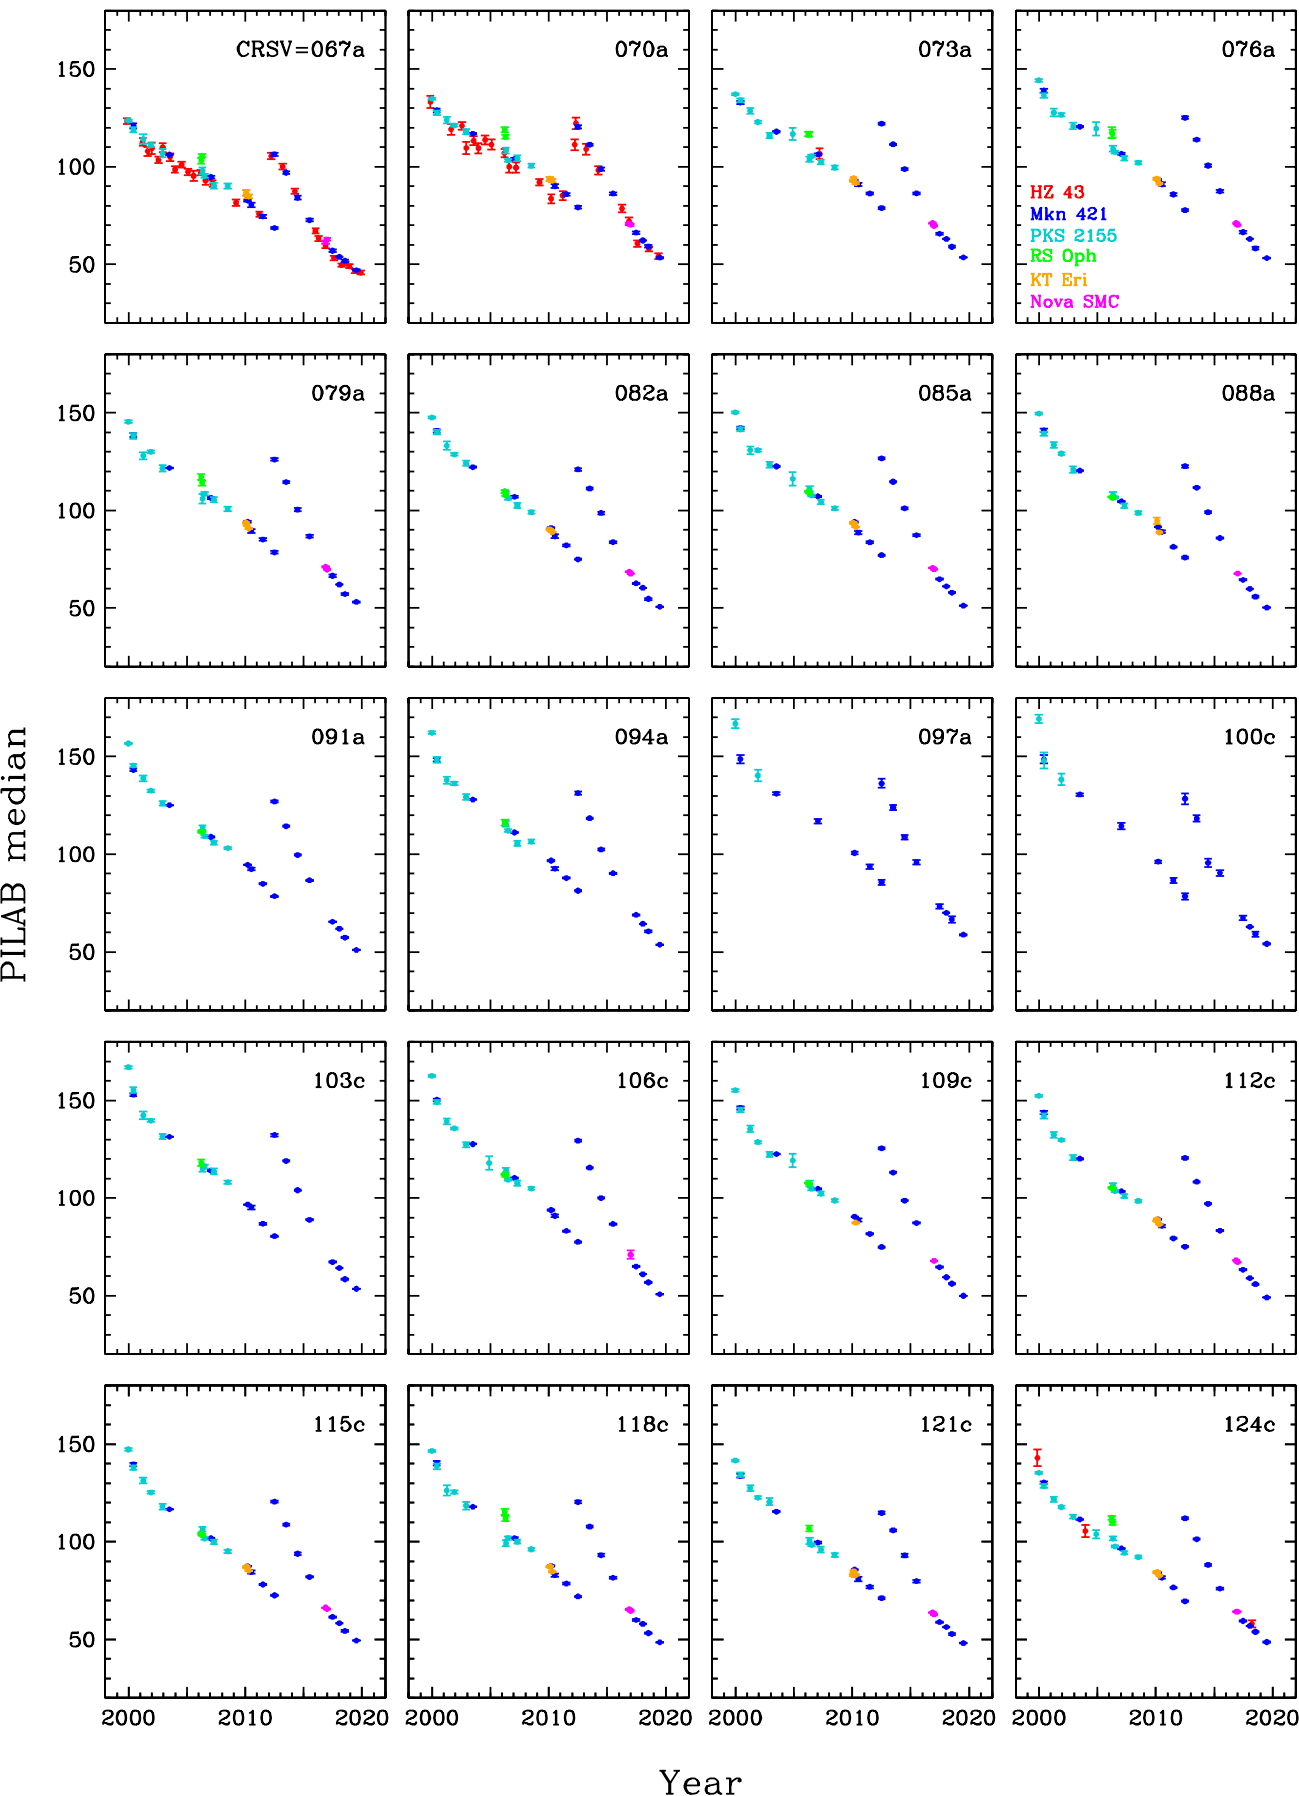 CRSV=067a
070a
073a
076a
150
100
50
HZ 43
Mkn 421
PKS 2155
RS Oph
KT Eri
Nova SMC
079a
082a
085a
088a
150
100
50
091a
094a
097a
100c
150
100
50
PILAB median
103c
106c
109c
112c
150
100
50
115c
118c
121c
124c
150
100
50
2000 2010 2020 2000 2010 2020 2000 2010 2020 2000 2010 2020
Year